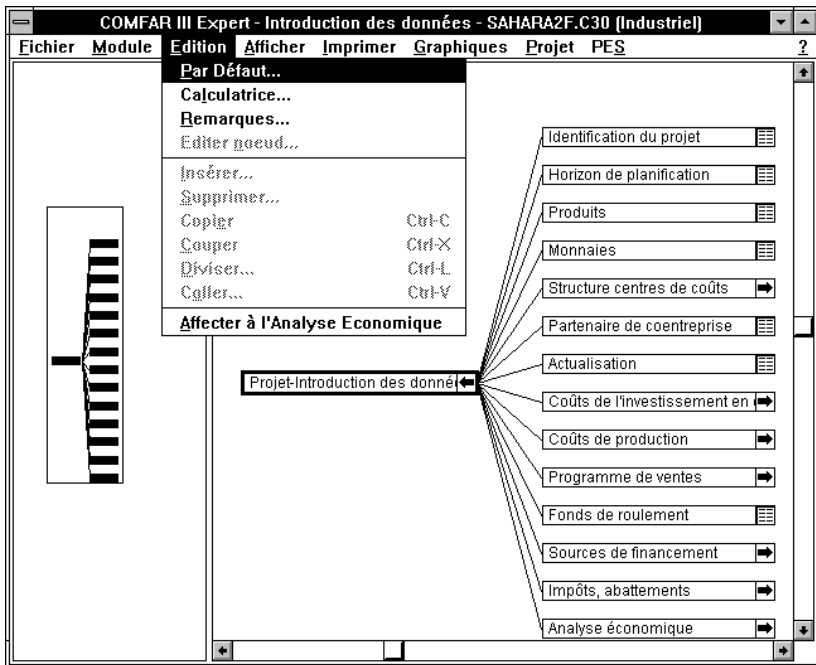 COMFAR III Expert - Introduction des données - SAHARA2F.C30 (Industriel)
Fichier Module Edition Afficher Imprimer Graphiques Projet PES ?
Par Défaut...
Calculatrice...
Remarques...
Editer noeud...
Insérer...
Supprimer...
Copier Ctrl-C
Couper Ctrl-X
Diviser... Ctrl-L
Coller... Ctrl-V
Affecter à l'Analyse Economique
Projet-Introduction des donné
Identification du projet
Horizon de planification
Produits
Monnaies
Structure centres de coûts
Partenaire de coentreprise
Actualisation
Coûts de l'investissement en
Coûts de production
Programme de ventes
Fonds de roulement
Sources de financement
Impôts, abattements
Analyse économique